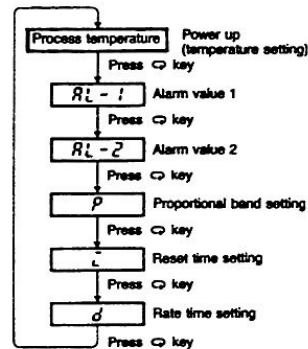 Process temperature Power up
(temperature setting)
Press key
AL-1 Alarm value 1
Press key
AL-2 Alarm value 2
Press key
P Proportional band setting
Press key
i Reset time setting
Press key
d Rate time setting
Press key